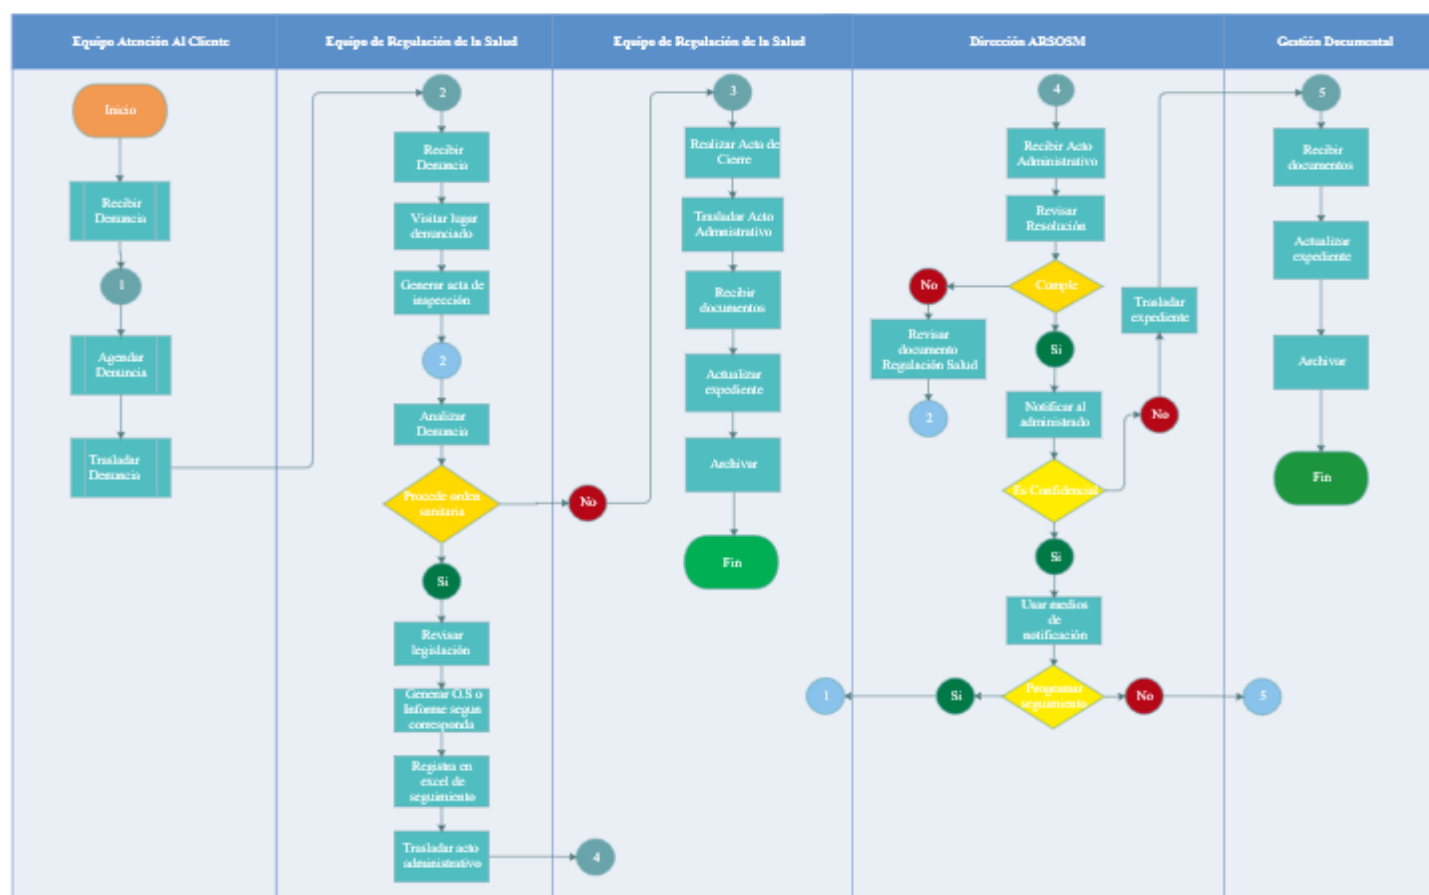 Equipo Atención Al Cliente
Equipo de Regulación de la Salud
Equipo de Regulación de la Salud
Dirección ARSOSM
Gestión Documental
Inicio
Recibir
Denuncia
1
Agendar
Denuncia
Trasladar
Denuncia
2
Recibir
Denuncia
Visitar lugar
denunciado
Generar acta de
inspección
2
Analizar
Denuncia
Procede orden
sanitaria
No
Si
Revisar
legislación
Generar O.S o
Informe segun
corresponda
Registra en
excel de
seguimiento
Trasladar acto
administrativo
4
3
Realizar Acta de
Cierre
Trasladar Acto
Admnistrativo
Recibir
documentos
Actualizar
expediente
Archivar
Fin
4
Recibir Acto
Administrativo
Revisar
Resolución
Cumple
No
Revisar
documento
Regulación Salud
2
Si
Notificar al
administrado
Es Confidencial
No
Trasladar
expediente
Si
Usar medios
de
notificación
Programar
seguimiento
Si
1
No
5
5
Recibir
documentos
Actualizar
expediente
Archivar
Fin